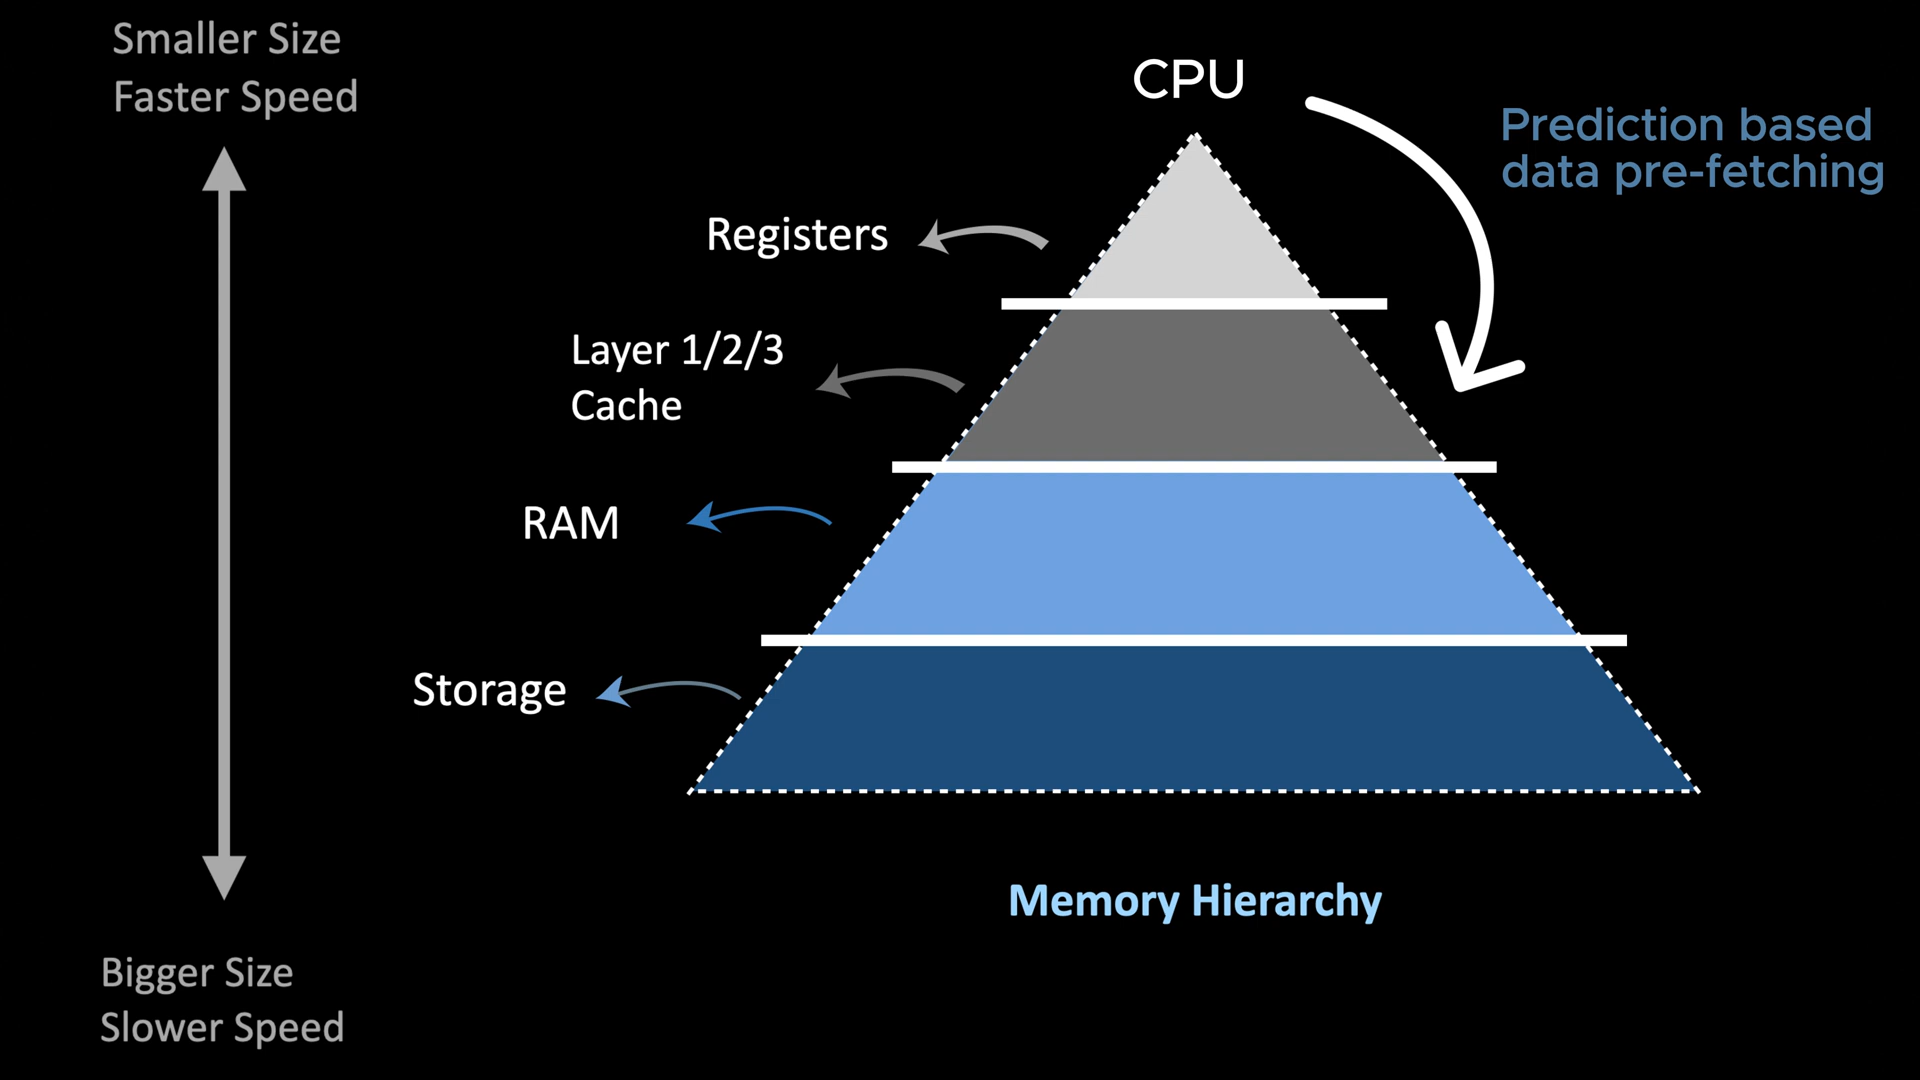 Smaller Size
Faster Speed
CPU
Prediction based
data pre-fetching
Registers
Layer 1/2/3
Cache
RAM
Storage
Memory Hierarchy
Bigger Size
Slower Speed